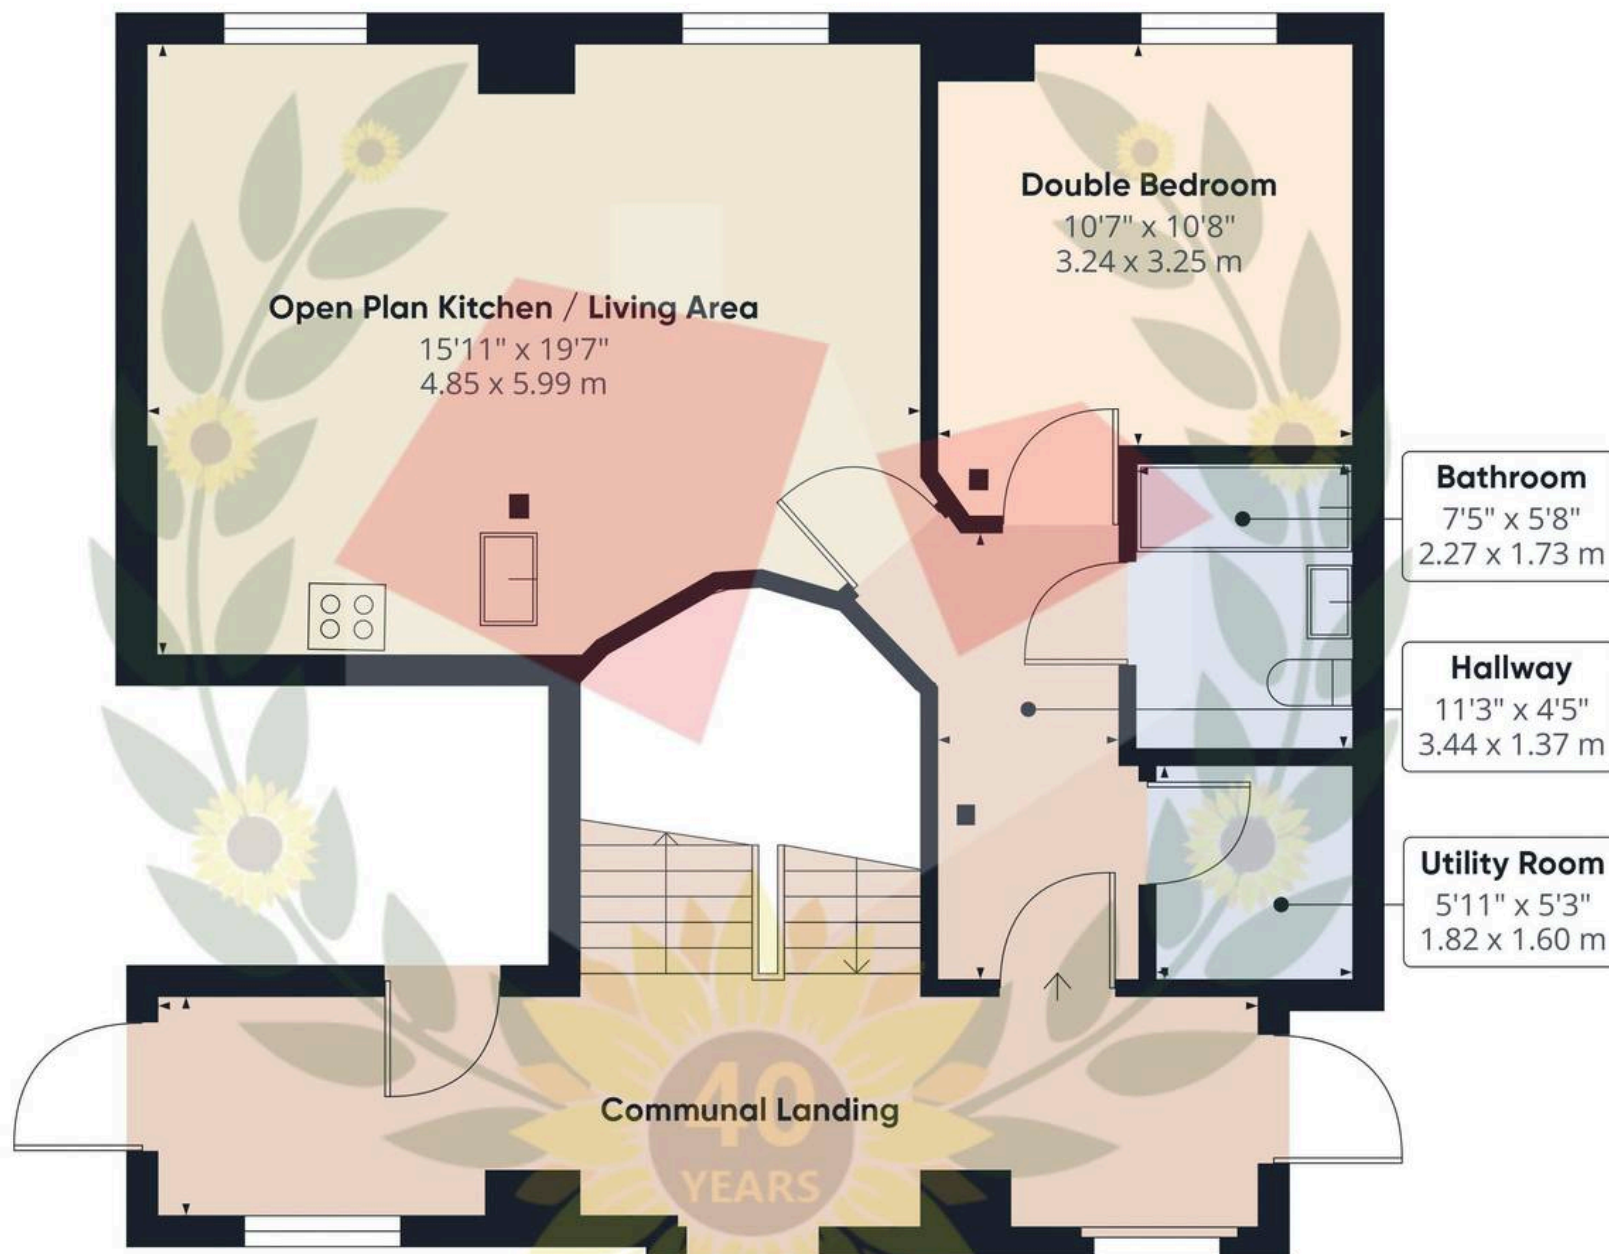 Double Bedroom
10'7" x 10'8"
3.24 x 3.25 m
Open Plan Kitchen / Living Area
15'11" x 19'7"
4.85 x 5.99 m
Bathroom
7'5" x 5'8"
2.27 x 1.73 m
Hallway
11'3" x 4'5"
3.44 x 1.37 m
Utility Room
5'11" x 5'3"
1.82 x 1.60 m
Communal Landing
40
YEARS